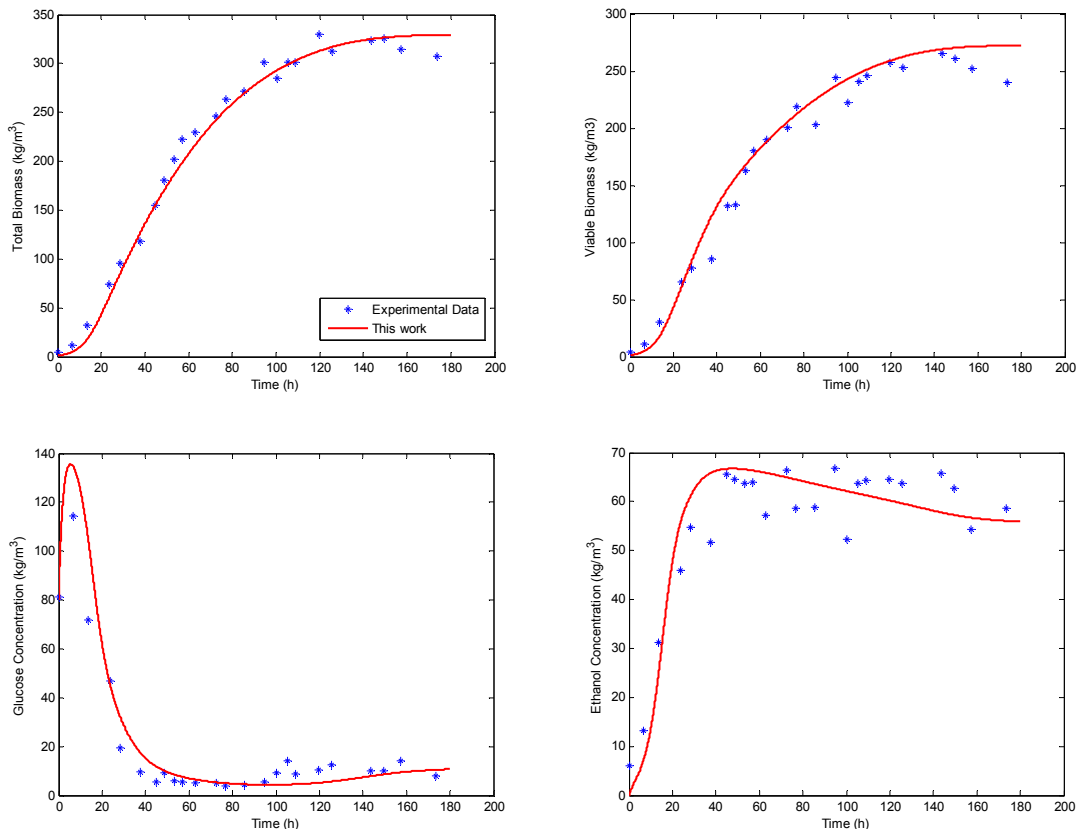 350
300
250
200
150
100
50
0
Total Biomass (kg/m³)
0 20 40 60 80 100 120 140 160 180 200
Time (h)
Experimental Data
This work
300
250
200
150
100
50
0
Viable Biomass (kg/m3)
0 20 40 60 80 100 120 140 160 180 200
Time (h)
140
120
100
80
60
40
20
0
Glucose Concentration (kg/m³)
0 20 40 60 80 100 120 140 160 180 200
Time (h)
70
60
50
40
30
20
10
0
Ethanol Concentration (kg/m³)
0 20 40 60 80 100 120 140 160 180 200
Time (h)